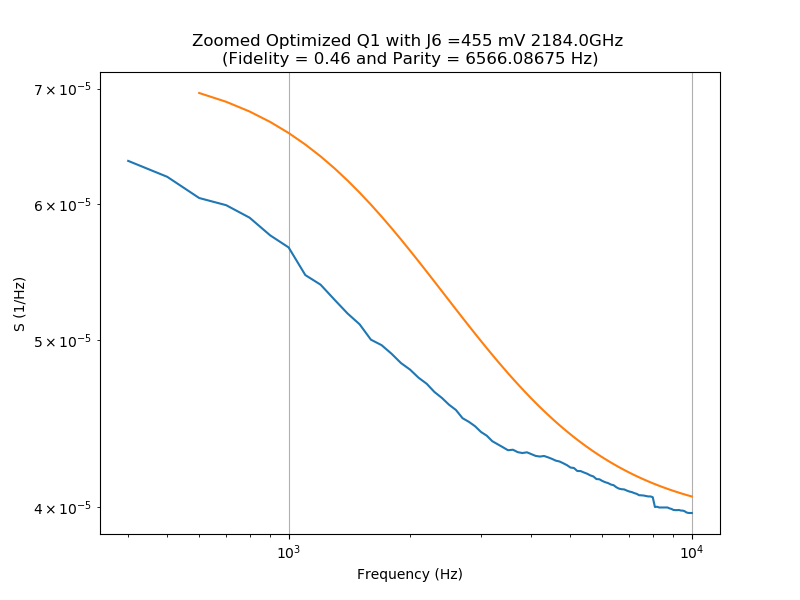 Zoomed Optimized Q1 with J6 =455 mV 2184.0GHz
(Fidelity = 0.46 and Parity = 6566.08675 Hz)
7 × 10⁻⁵
6 × 10⁻⁵
5 × 10⁻⁵
4 × 10⁻⁵
S (1/Hz)
10³
10⁴
Frequency (Hz)